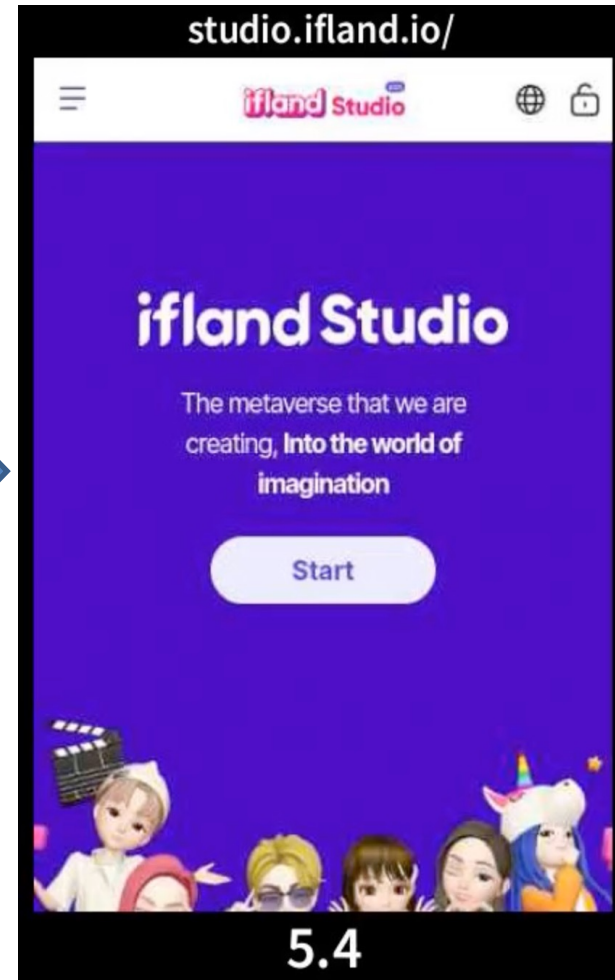 studio.ifland.io/
ifland Studio
ifland Studio
The metaverse that we are
creating, Into the world of
imagination
Start
5.4